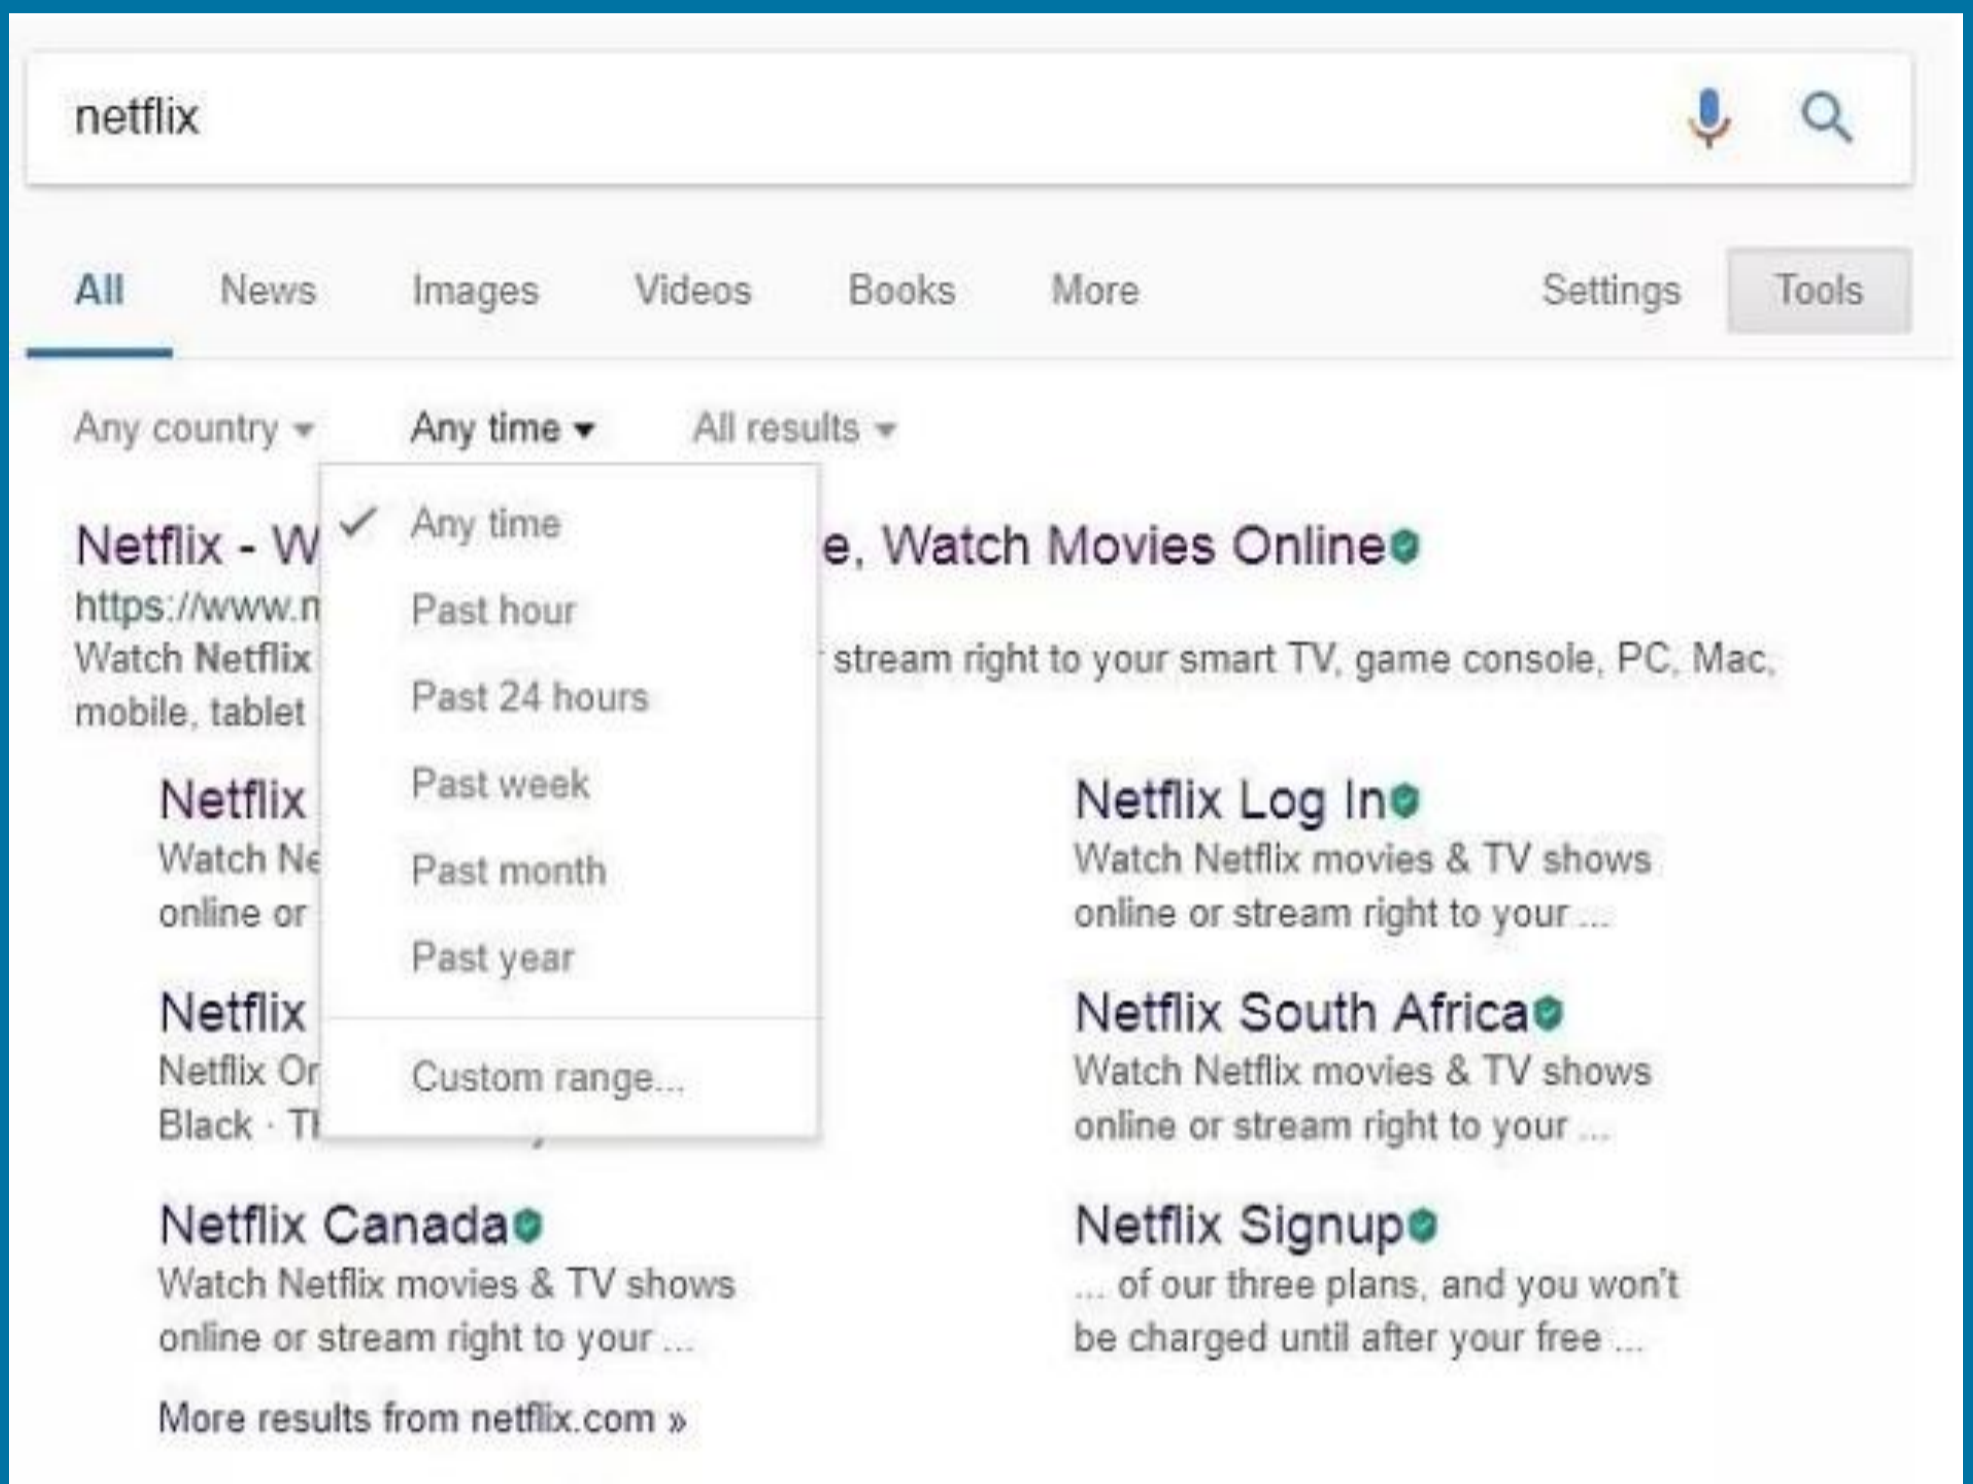 netflix
All News Images Videos Books More Settings Tools
Any country Any time All results
Any time
Past hour
Past 24 hours
Past week
Past month
Past year
Custom range...
Netflix - W e, Watch Movies Online
https://www.n
Watch Netflix stream right to your smart TV, game console, PC, Mac,
mobile, tablet
Netflix
Watch Ne
online or
Netflix Log In
Watch Netflix movies & TV shows
online or stream right to your ...
Netflix
Netflix Or
Black ·
Netflix South Africa
Watch Netflix movies & TV shows
online or stream right to your ...
Netflix Canada
Watch Netflix movies & TV shows
online or stream right to your ...
Netflix Signup
... of our three plans, and you won't
be charged until after your free ...
More results from netflix.com »